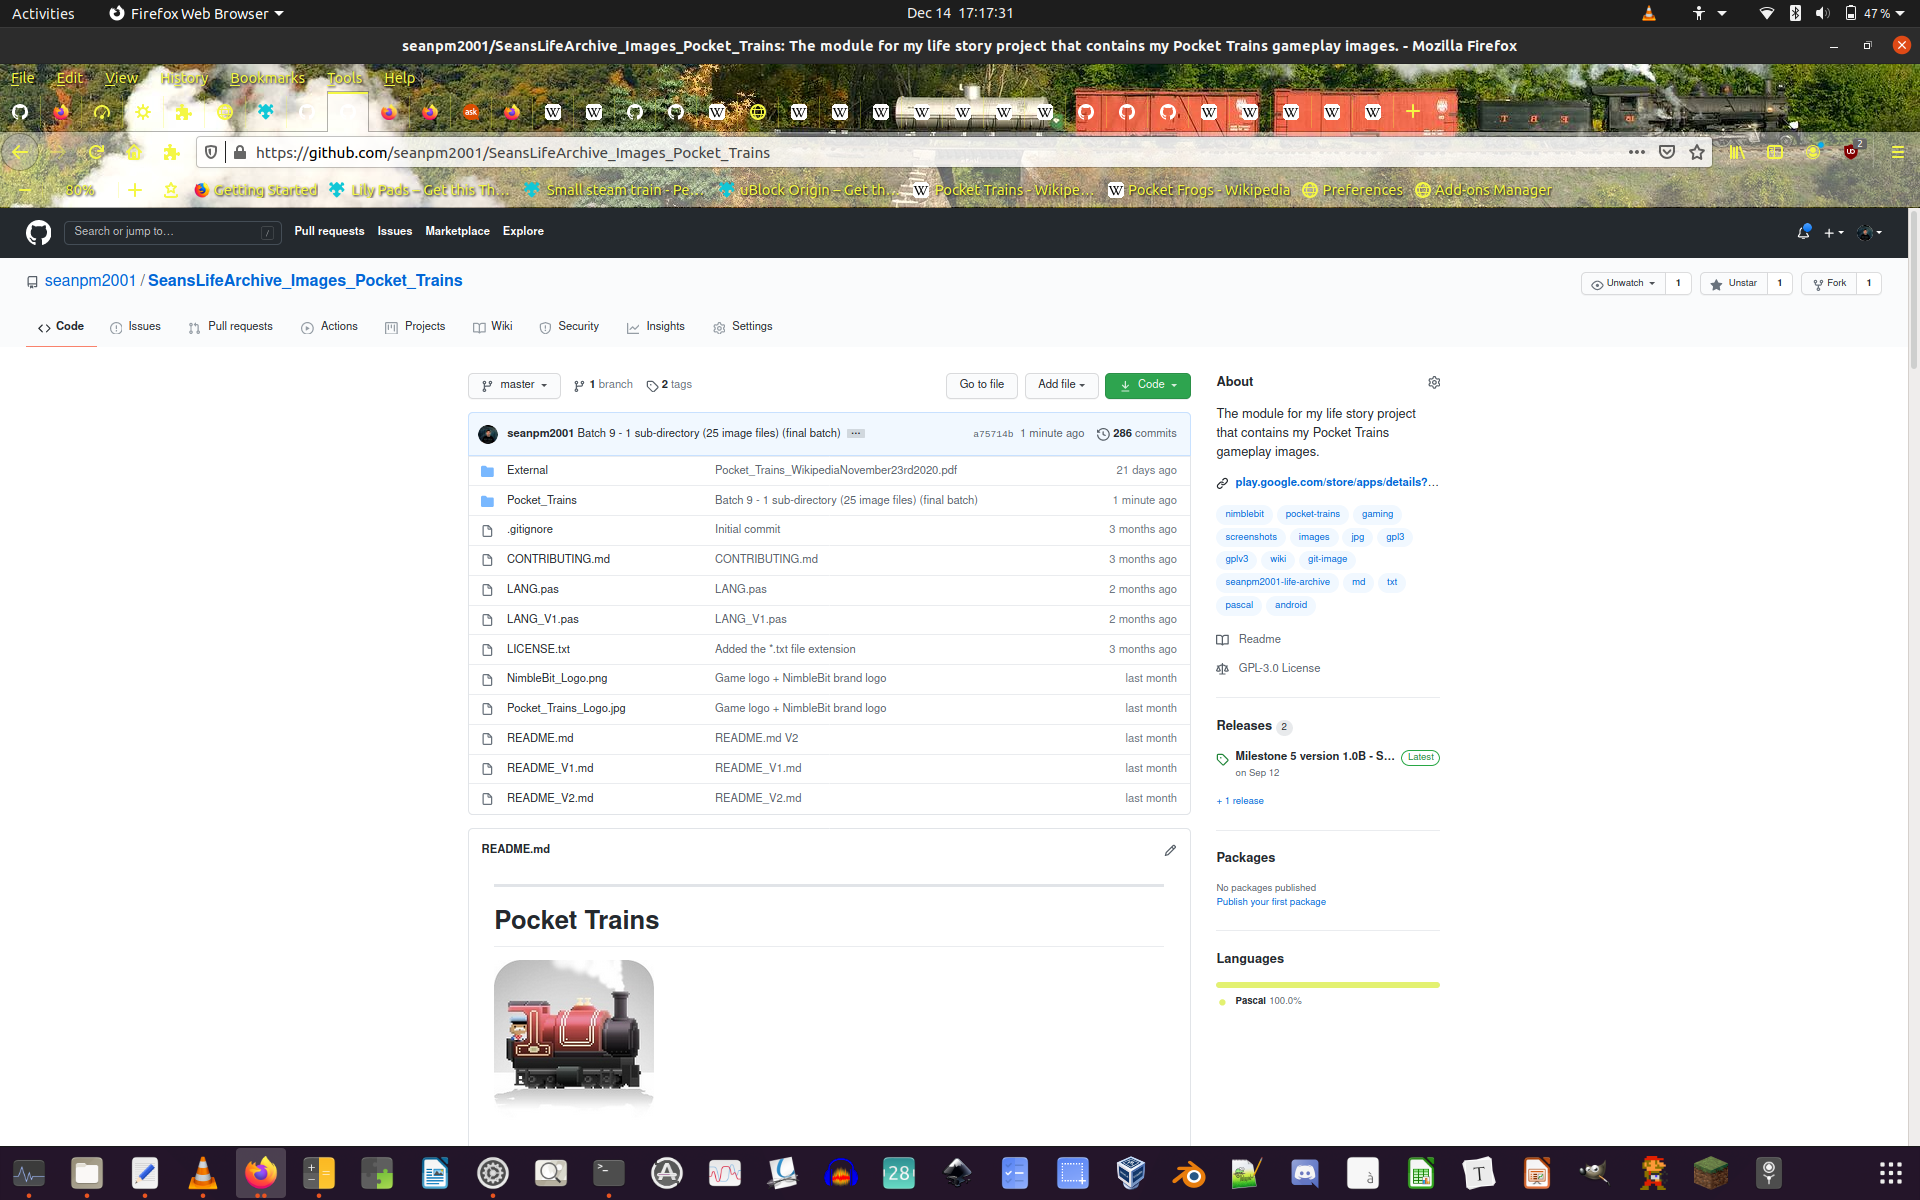 Activities
Firefox Web Browser
Dec 14 17:17:31
47 %
seanpm2001/SeansLifeArchive_Images_Pocket_Trains: The module for my life story project that contains my Pocket Trains gameplay images. - Mozilla Firefox
File Edit View History Bookmarks Tools Help
https://github.com/seanpm2001/SeansLifeArchive_Images_Pocket_Trains
2
80%
Getting Started
Lily Pads – Get this Th…
Small steam train - Pe…
uBlock Origin – Get th…
Pocket Trains - Wikipe…
Pocket Frogs - Wikipedia
Preferences
Add-ons Manager
Search or jump to…
/
Pull requests Issues Marketplace Explore
seanpm2001 / SeansLifeArchive_Images_Pocket_Trains
Unwatch 1
Unstar 1
Fork 1
Code Issues Pull requests Actions Projects Wiki Security Insights Settings
master
1 branch
2 tags
Go to file
Add file
Code
seanpm2001 Batch 9 - 1 sub-directory (25 image files) (final batch) … a75714b 1 minute ago 286 commits
External Pocket_Trains_WikipediaNovember23rd2020.pdf 21 days ago
Pocket_Trains Batch 9 - 1 sub-directory (25 image files) (final batch) 1 minute ago
.gitignore Initial commit 3 months ago
CONTRIBUTING.md CONTRIBUTING.md 3 months ago
LANG.pas LANG.pas 2 months ago
LANG_V1.pas LANG_V1.pas 2 months ago
LICENSE.txt Added the *.txt file extension 3 months ago
NimbleBit_Logo.png Game logo + NimbleBit brand logo last month
Pocket_Trains_Logo.jpg Game logo + NimbleBit brand logo last month
README.md README.md V2 last month
README_V1.md README_V1.md last month
README_V2.md README_V2.md last month
README.md
Pocket Trains
About
The module for my life story project
that contains my Pocket Trains
gameplay images.
play.google.com/store/apps/details?…
nimblebit pocket-trains gaming
screenshots images jpg gpl3
gplv3 wiki git-image
seanpm2001-life-archive md txt
pascal android
Readme
GPL-3.0 License
Releases 2
Milestone 5 version 1.0B - S… Latest
on Sep 12
+ 1 release
Packages
No packages published
Publish your first package
Languages
Pascal 100.0%
28